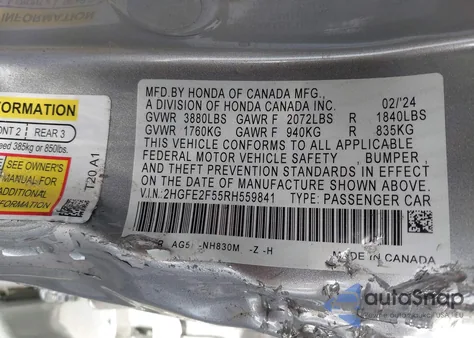 MFD.BY HONDA OF CANADA MFG.,
A DIVISION OF HONDA CANADA INC. 02/'24
GVWR 3880LBS GAWR F 2072LBS R 1840LBS
GVWR 1760KG GAWR F 940KG R 835KG
THIS VEHICLE CONFORMS TO ALL APPLICABLE
FEDERAL MOTOR VEHICLE SAFETY , BUMPER ,
AND THEFT PREVENTION STANDARDS IN EFFECT
ON THE DATE OF MANUFACTURE SHOWN ABOVE.
V.I.N.:2HGFE2F55RH559841 TYPE: PASSENGER CAR
AG5 -NH830M -Z -H
MADE IN CANADA
FORMATION
ONT 2 REAR 3
eed 385kg or 850lbs.
SEE OWNER'S
MANUAL FOR
ADDITIONAL
INFORMATION
T20 A1
autoSnap